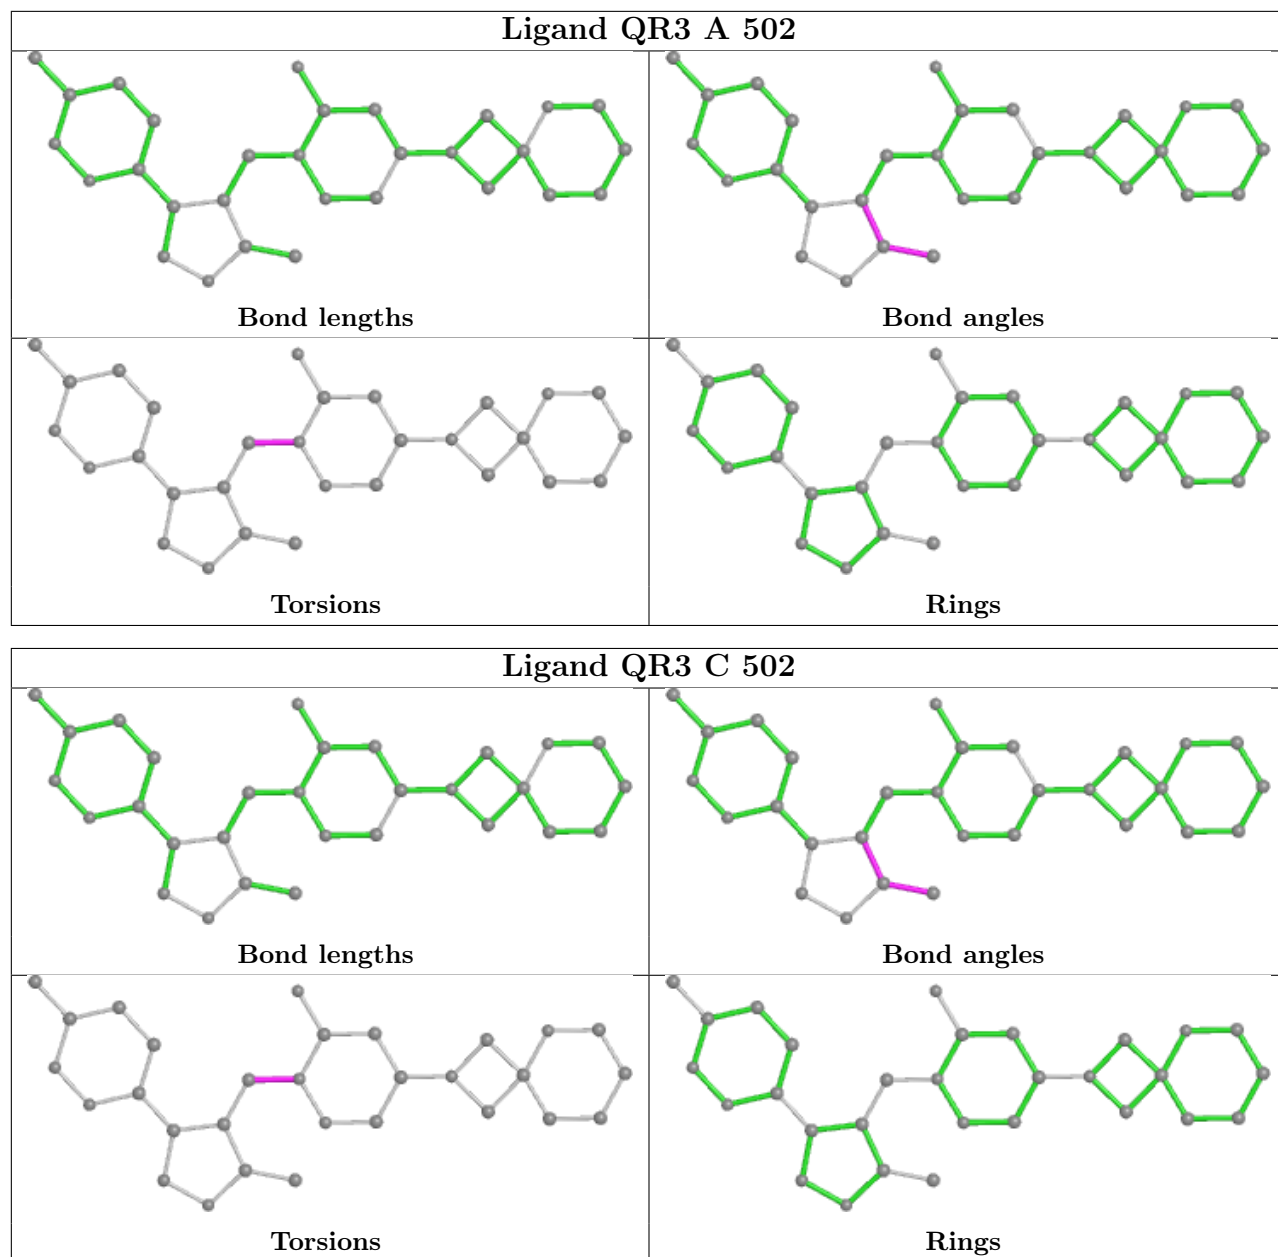 Ligand QR3 A 502
Bond lengths
Bond angles
Torsions
Rings
Ligand QR3 C 502
Bond lengths
Bond angles
Torsions
Rings